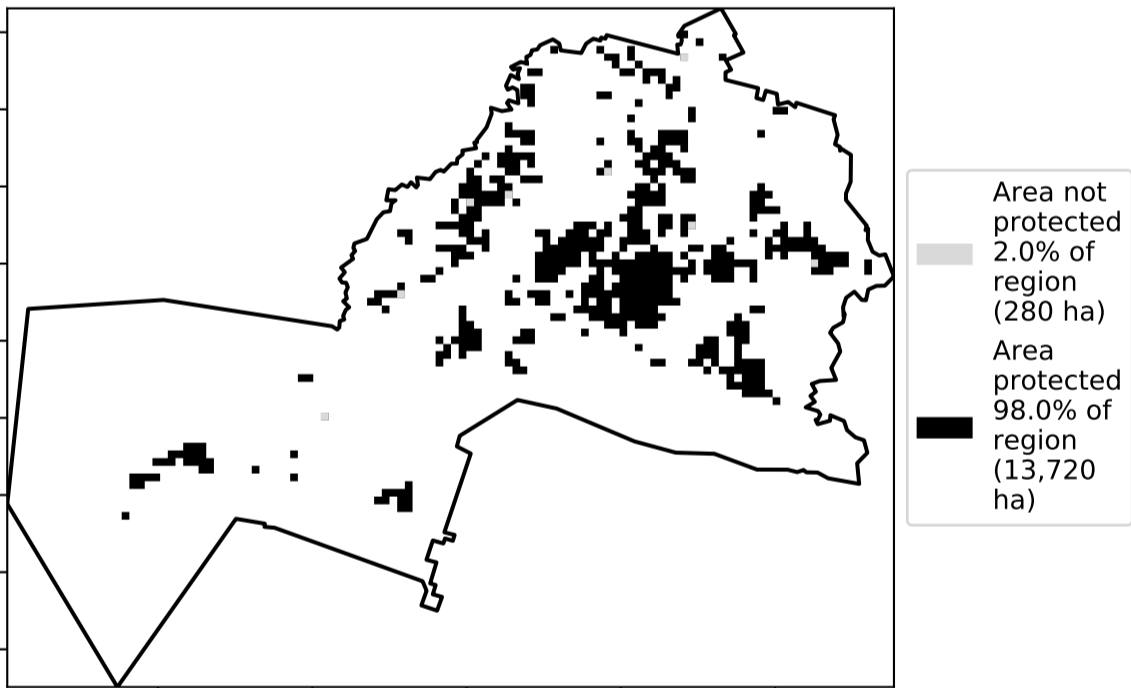 Area not
protected
2.0% of
region
(280 ha)
Area
protected
98.0% of
region
(13,720
ha)